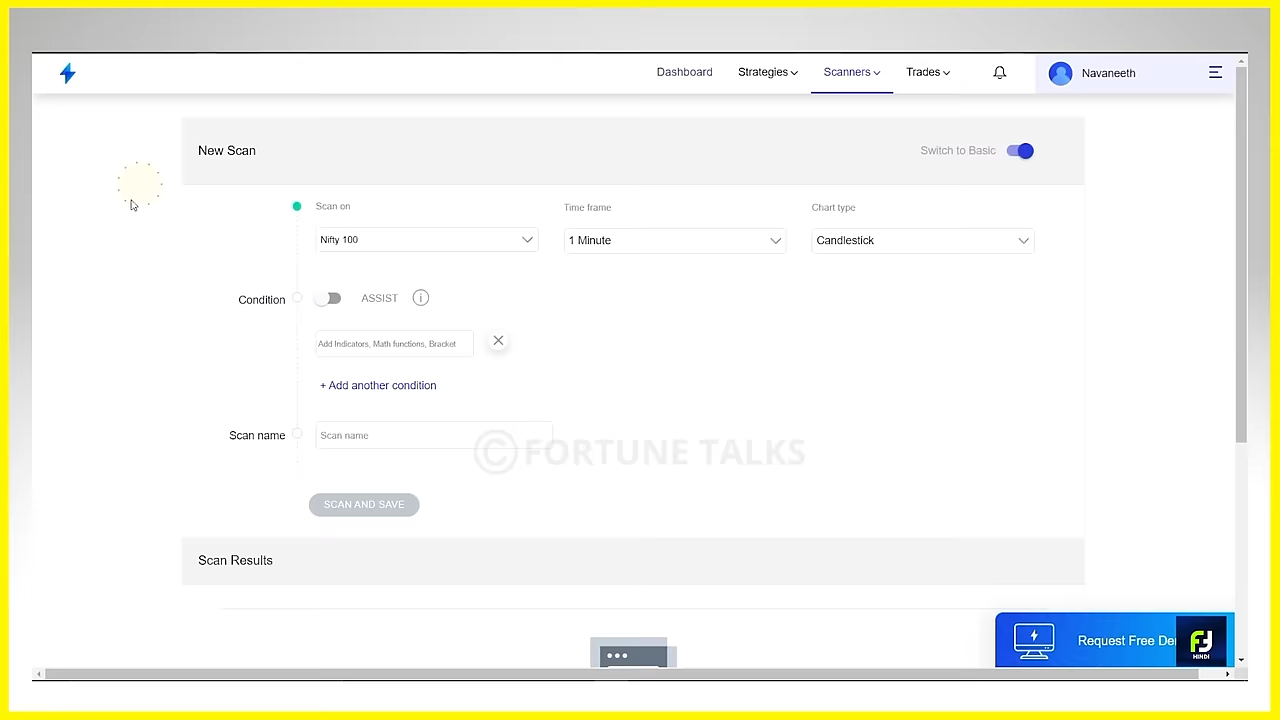 Dashboard Strategies Scanners Trades Navaneeth
New Scan Switch to Basic
Scan on Time frame Chart type
Nifty 100 1 Minute Candlestick
Condition ASSIST i
Add Indicators, Math functions, Bracket
+ Add another condition
Scan name Scan name
© FORTUNE TALKS
SCAN AND SAVE
Scan Results
Request Free De
HINDI